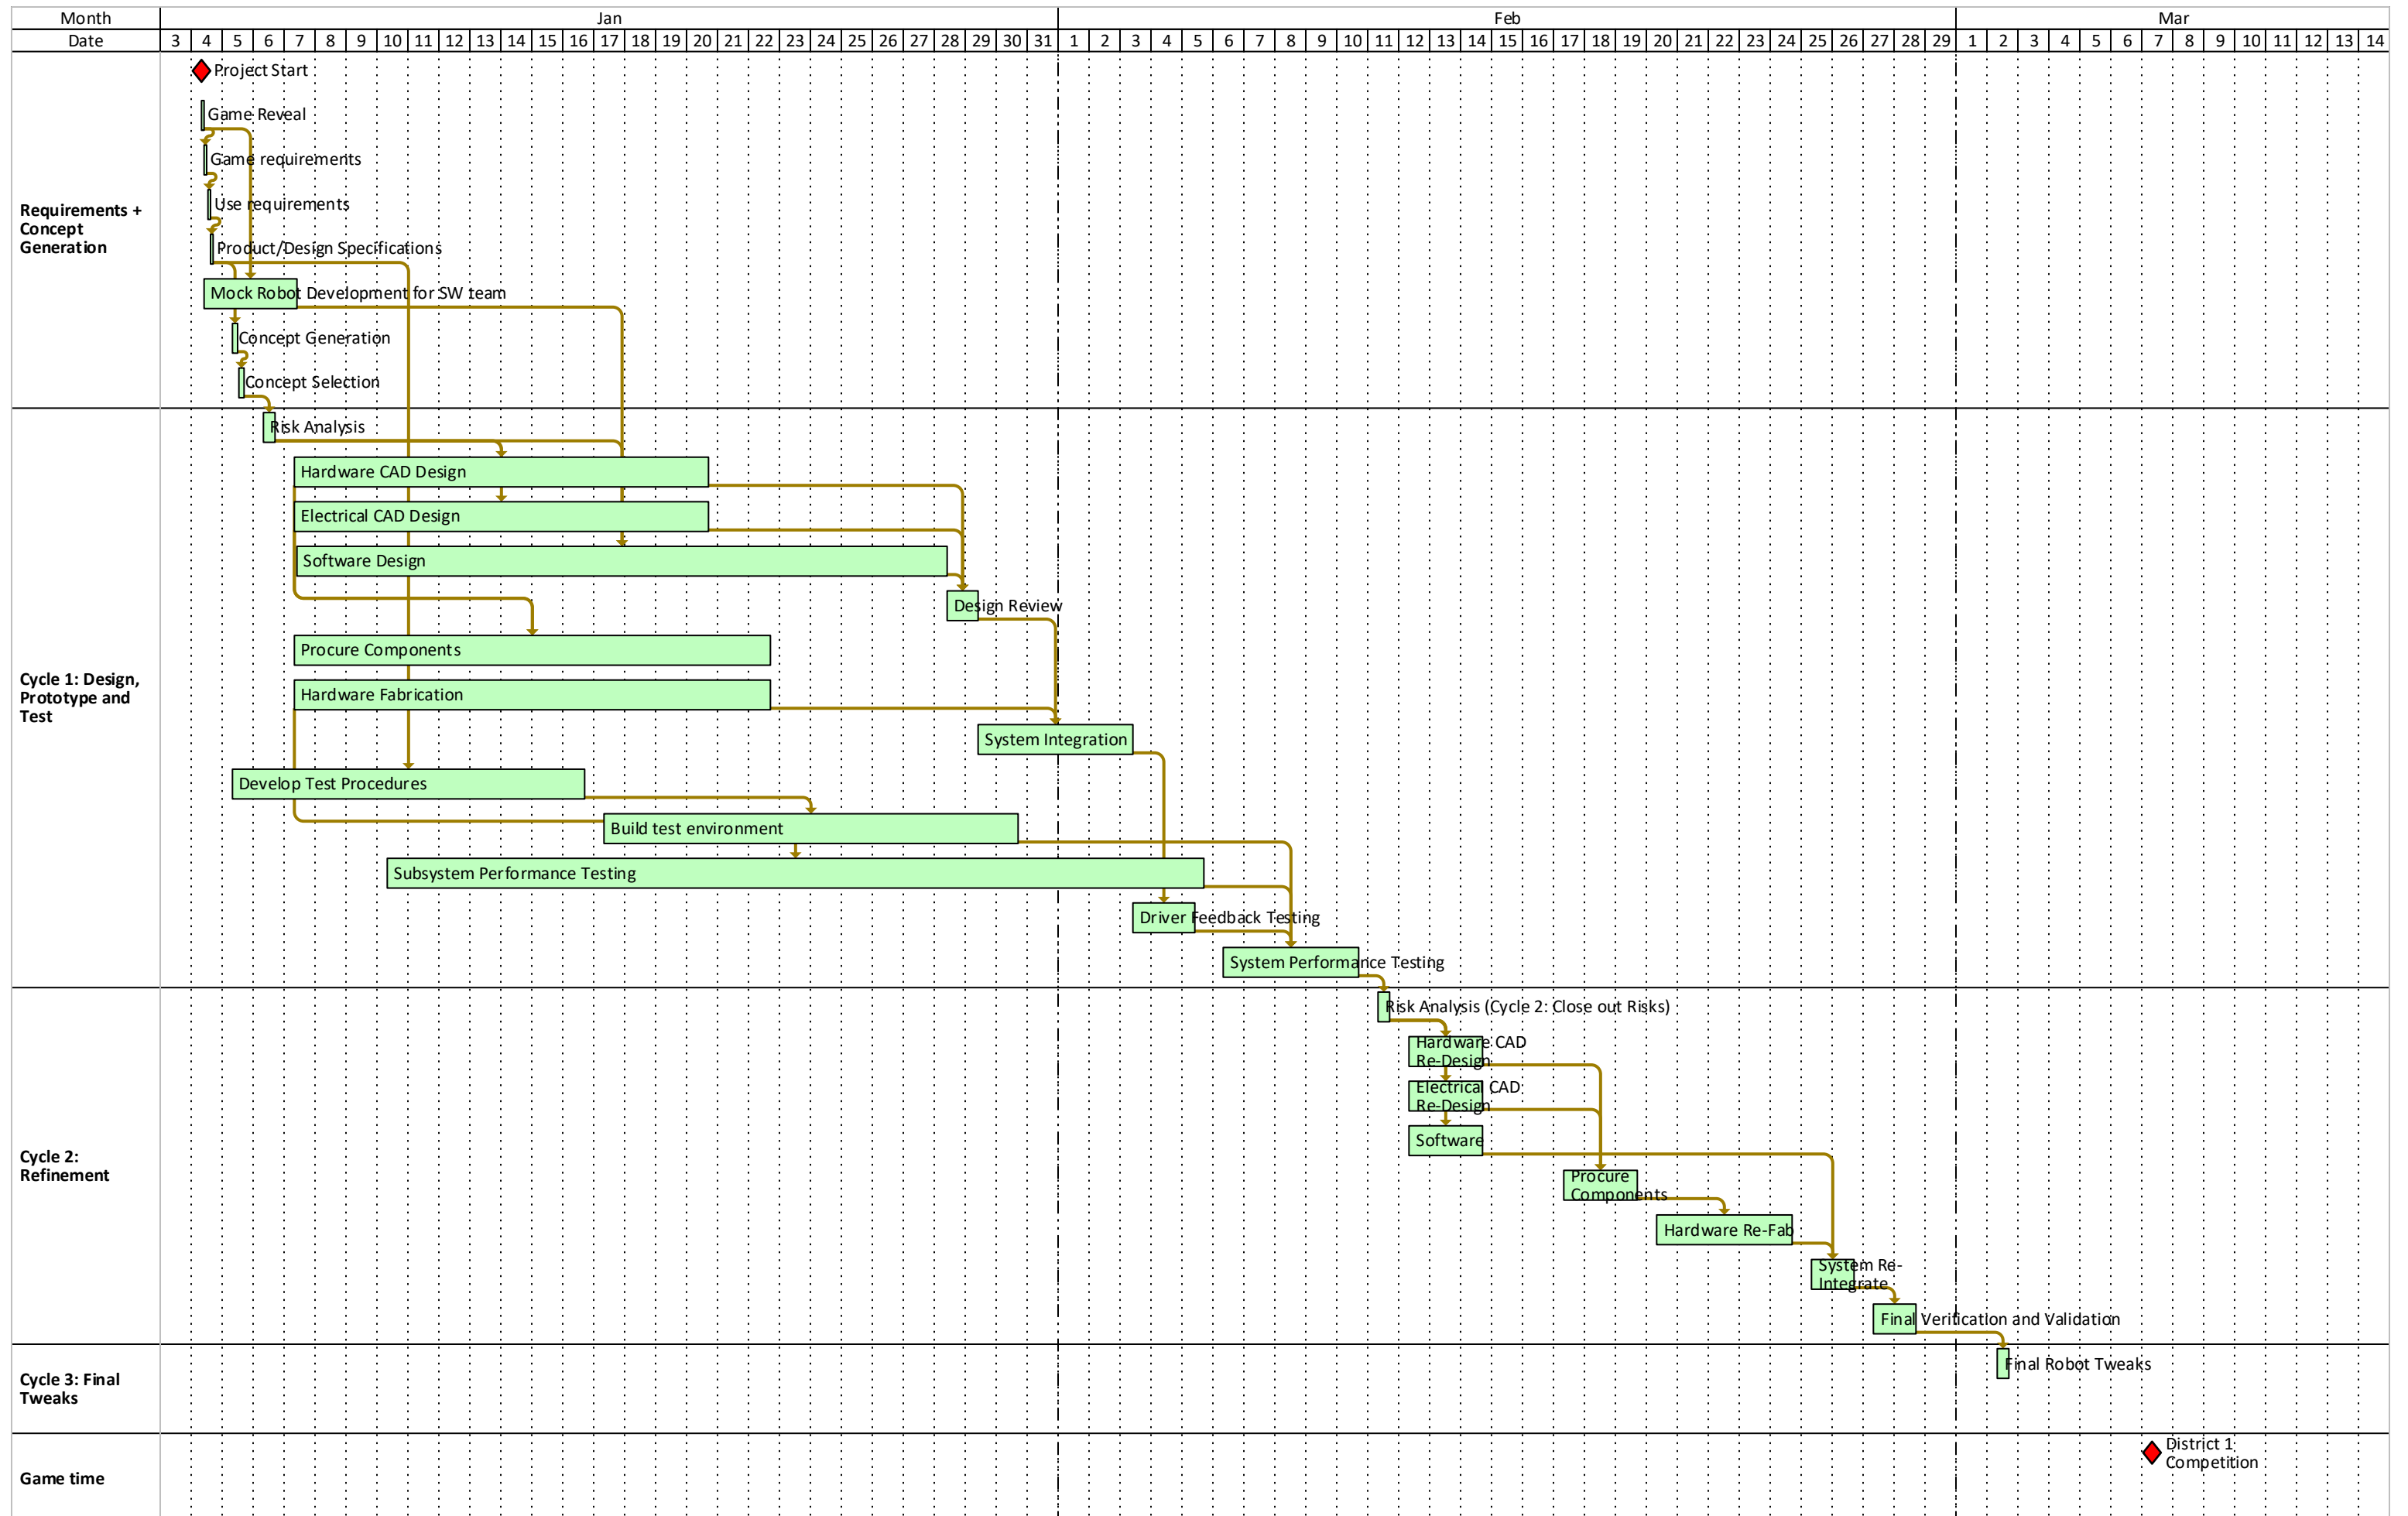 Month Jan Feb Mar
Date 3 4 5 6 7 8 9 10 11 12 13 14 15 16 17 18 19 20 21 22 23 24 25 26 27 28 29 30 31 1 2 3 4 5 6 7 8 9 10 11 12 13 14 15 16 17 18 19 20 21 22 23 24 25 26 27 28 29 1 2 3 4 5 6 7 8 9 10 11 12 13 14
Requirements +
Concept
Generation
Project Start
Game Reveal
Game requirements
Use requirements
Product/Design Specifications
Mock Robot Development for SW team
Concept Generation
Concept Selection
Cycle 1: Design,
Prototype and
Test
Risk Analysis
Hardware CAD Design
Electrical CAD Design
Software Design
Design Review
Procure Components
Hardware Fabrication
System Integration
Develop Test Procedures
Build test environment
Subsystem Performance Testing
Driver Feedback Testing
System Performance Testing
Cycle 2:
Refinement
Risk Analysis (Cycle 2: Close out Risks)
Hardware CAD
Re-Design
Electrical CAD
Re-Design
Software
Procure
Components
Hardware Re-Fab
System Re-
Integrate
Final Verification and Validation
Cycle 3: Final
Tweaks
Final Robot Tweaks
Game time
District 1
Competition